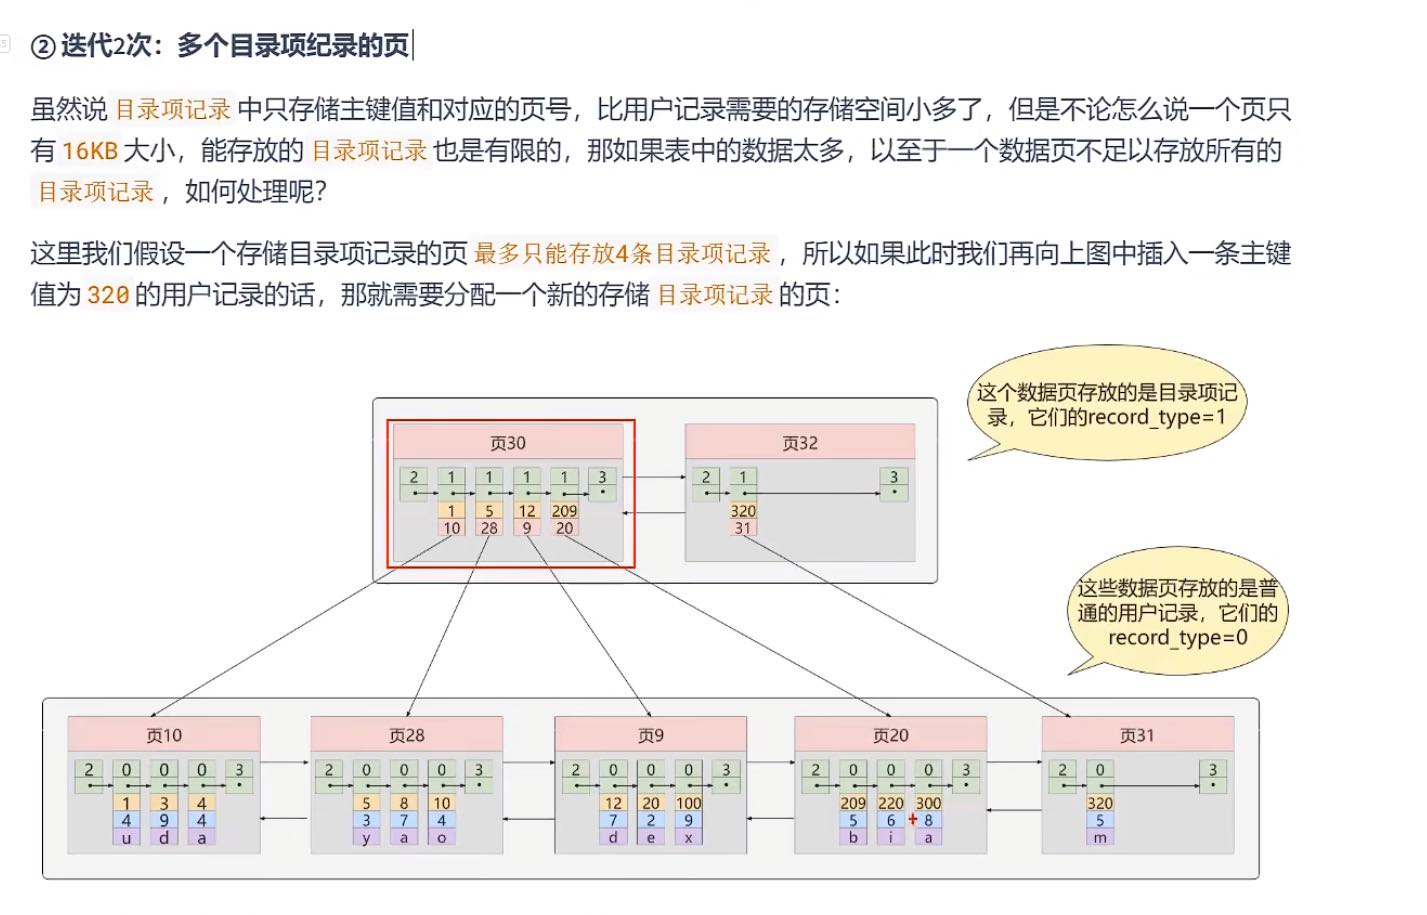 ② 迭代2次：多个目录项纪录的页
虽然说 目录项记录 中只存储主键值和对应的页号，比用户记录需要的存储空间小多了，但是不论怎么说一个页只
有 16KB 大小，能存放的 目录项记录 也是有限的，那如果表中的数据太多，以至于一个数据页不足以存放所有的
目录项记录 ，如何处理呢？
这里我们假设一个存储目录项记录的页 最多只能存放4条目录项记录 ，所以如果此时我们再向上图中插入一条主键
值为 320 的用户记录的话，那就需要分配一个新的存储 目录项记录 的页：
这个数据页存放的是目录项记
录，它们的record_type=1
页30 页32
2 1 1 1 1 3 2 1 3
1 5 12 209 320
10 28 9 20 31
这些数据页存放的是普
通的用户记录，它们的
record_type=0
页10 页28 页9 页20 页31
2 0 0 0 3 2 0 0 0 3 2 0 0 0 3 2 0 0 0 3 2 0 3
1 3 4 5 8 10 12 20 100 209 220 300 320
4 9 4 3 7 4 7 2 9 5 6 8 5
u d a y a o d e x b i a m